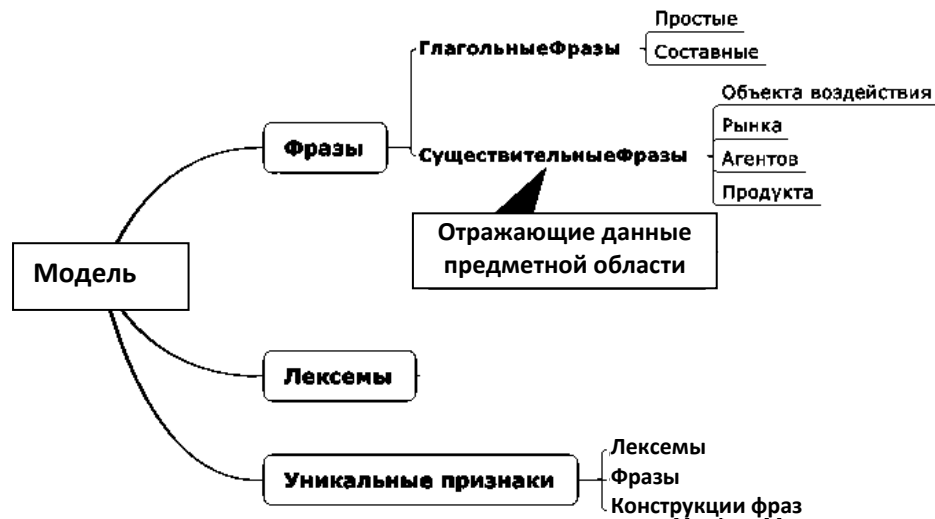 Простые
ГлагольныеФразы
Составные
Объекта воздействия
Рынка
Фразы
СуществительныеФразы
Агентов
Продукта
Отражающие данные
предметной области
Модель
Лексемы
Лексемы
Уникальные признаки
Фразы
Конструкции фраз